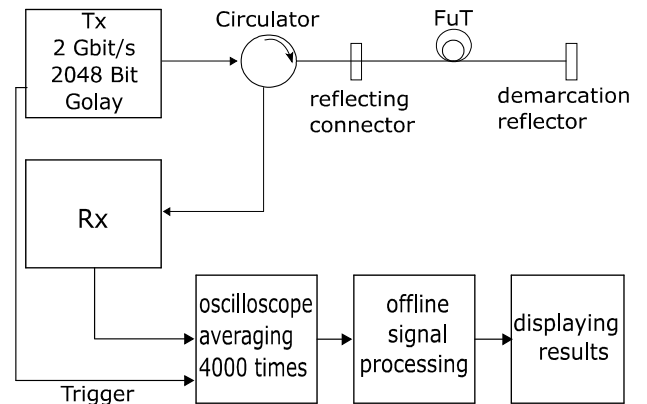 Tx
2 Gbit/s
2048 Bit
Golay
Circulator
FuT
reflecting
connector
demarcation
reflector
Rx
oscilloscope
averaging
4000 times
offline
signal
processing
displaying
results
Trigger